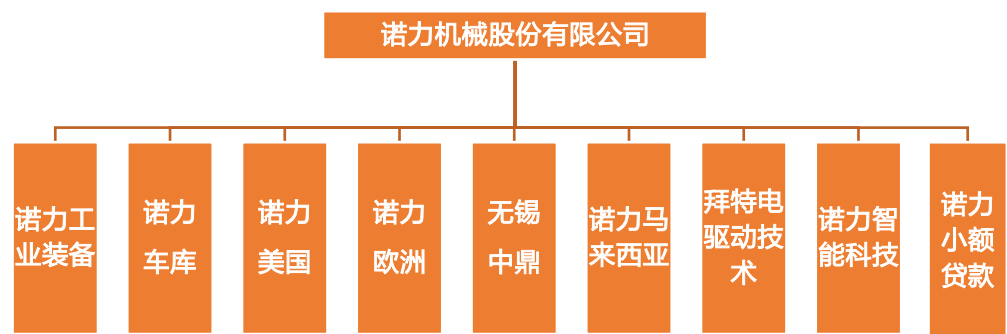 诺力机械股份有限公司
诺力工
业装备
诺力
车库
诺力
美国
诺力
欧洲
无锡
中鼎
诺力马
来西亚
拜特电
驱动技
术
诺力智
能科技
诺力
小额
贷款